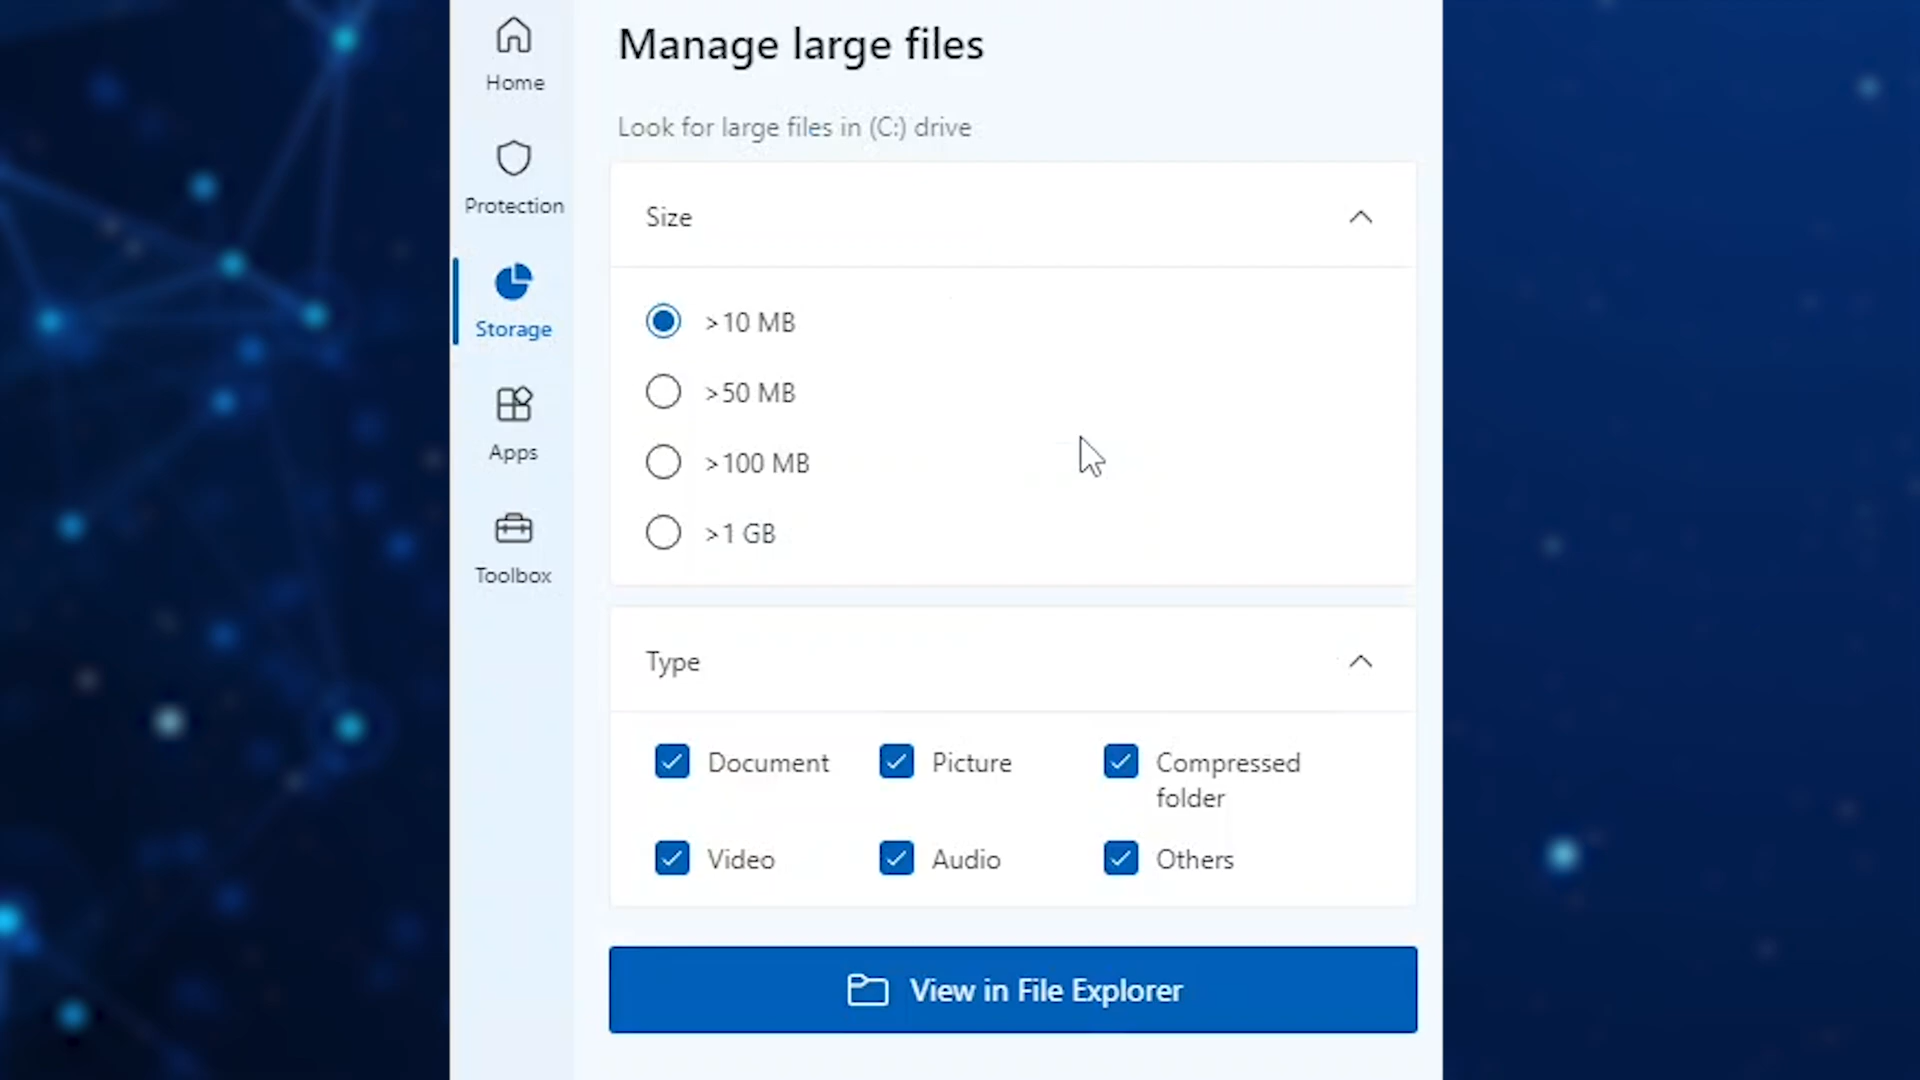 Home
Protection
Storage
Apps
Toolbox
Manage large files
Look for large files in (C:) drive
Size
>10 MB
>50 MB
>100 MB
>1 GB
Type
Document
Picture
Compressed
folder
Video
Audio
Others
View in File Explorer